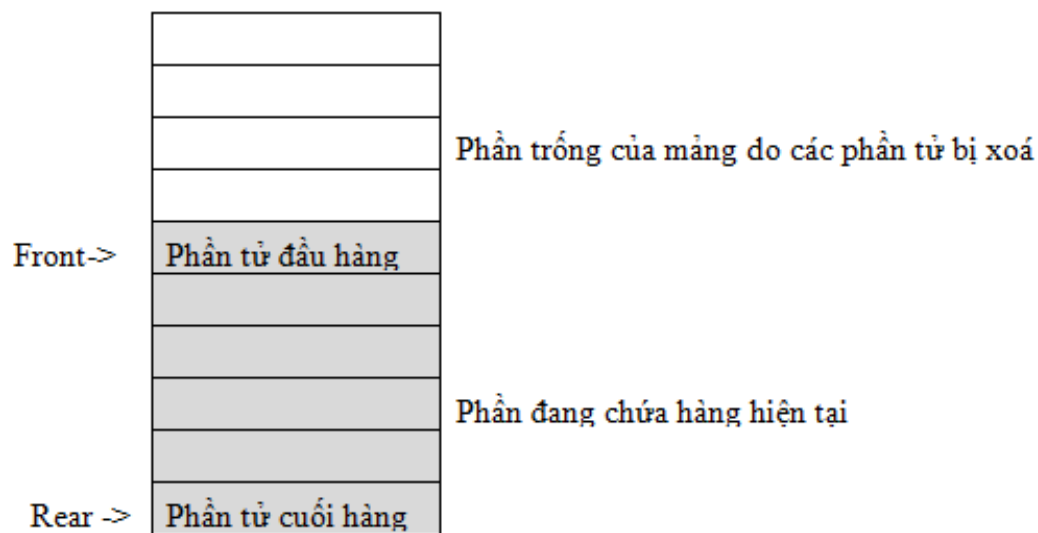 Phần trống của mảng do các phần tử bị xoá
Front-> Phần tử đầu hàng
Phần đang chứa hàng hiện tại
Rear -> Phần tử cuối hàng